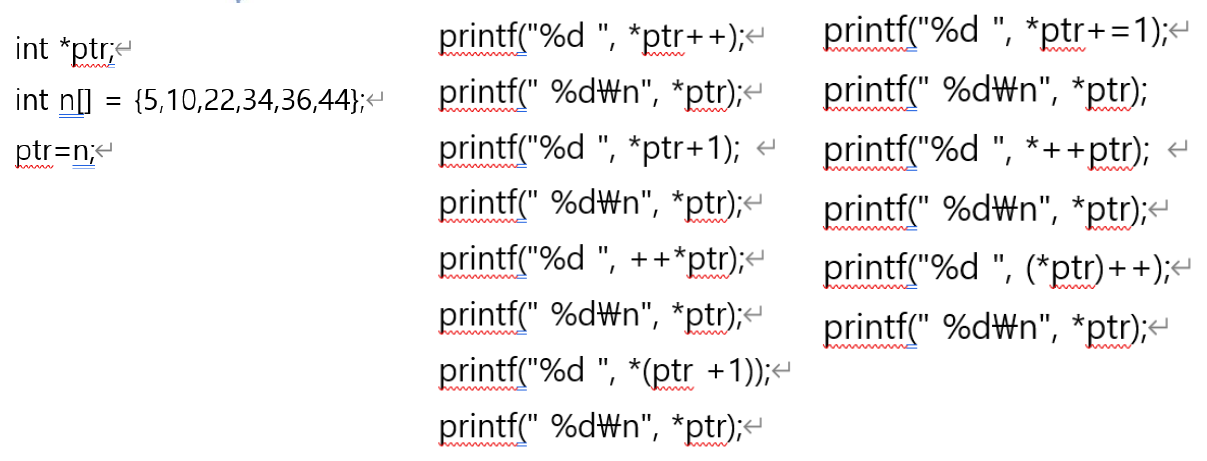 int *ptr;↵
int n[] = {5,10,22,34,36,44};↵
ptr=n;↵
printf("%d ", *ptr++);↵
printf(" %d₩n", *ptr);↵
printf("%d ", *ptr+1); ↵
printf(" %d₩n", *ptr);↵
printf("%d ", ++*ptr);↵
printf(" %d₩n", *ptr);↵
printf("%d ", *(ptr +1));↵
printf(" %d₩n", *ptr);↵
printf("%d ", *ptr+=1);↵
printf(" %d₩n", *ptr);
printf("%d ", *++ptr); ↵
printf(" %d₩n", *ptr);↵
printf("%d ", (*ptr)++);↵
printf(" %d₩n", *ptr);↵